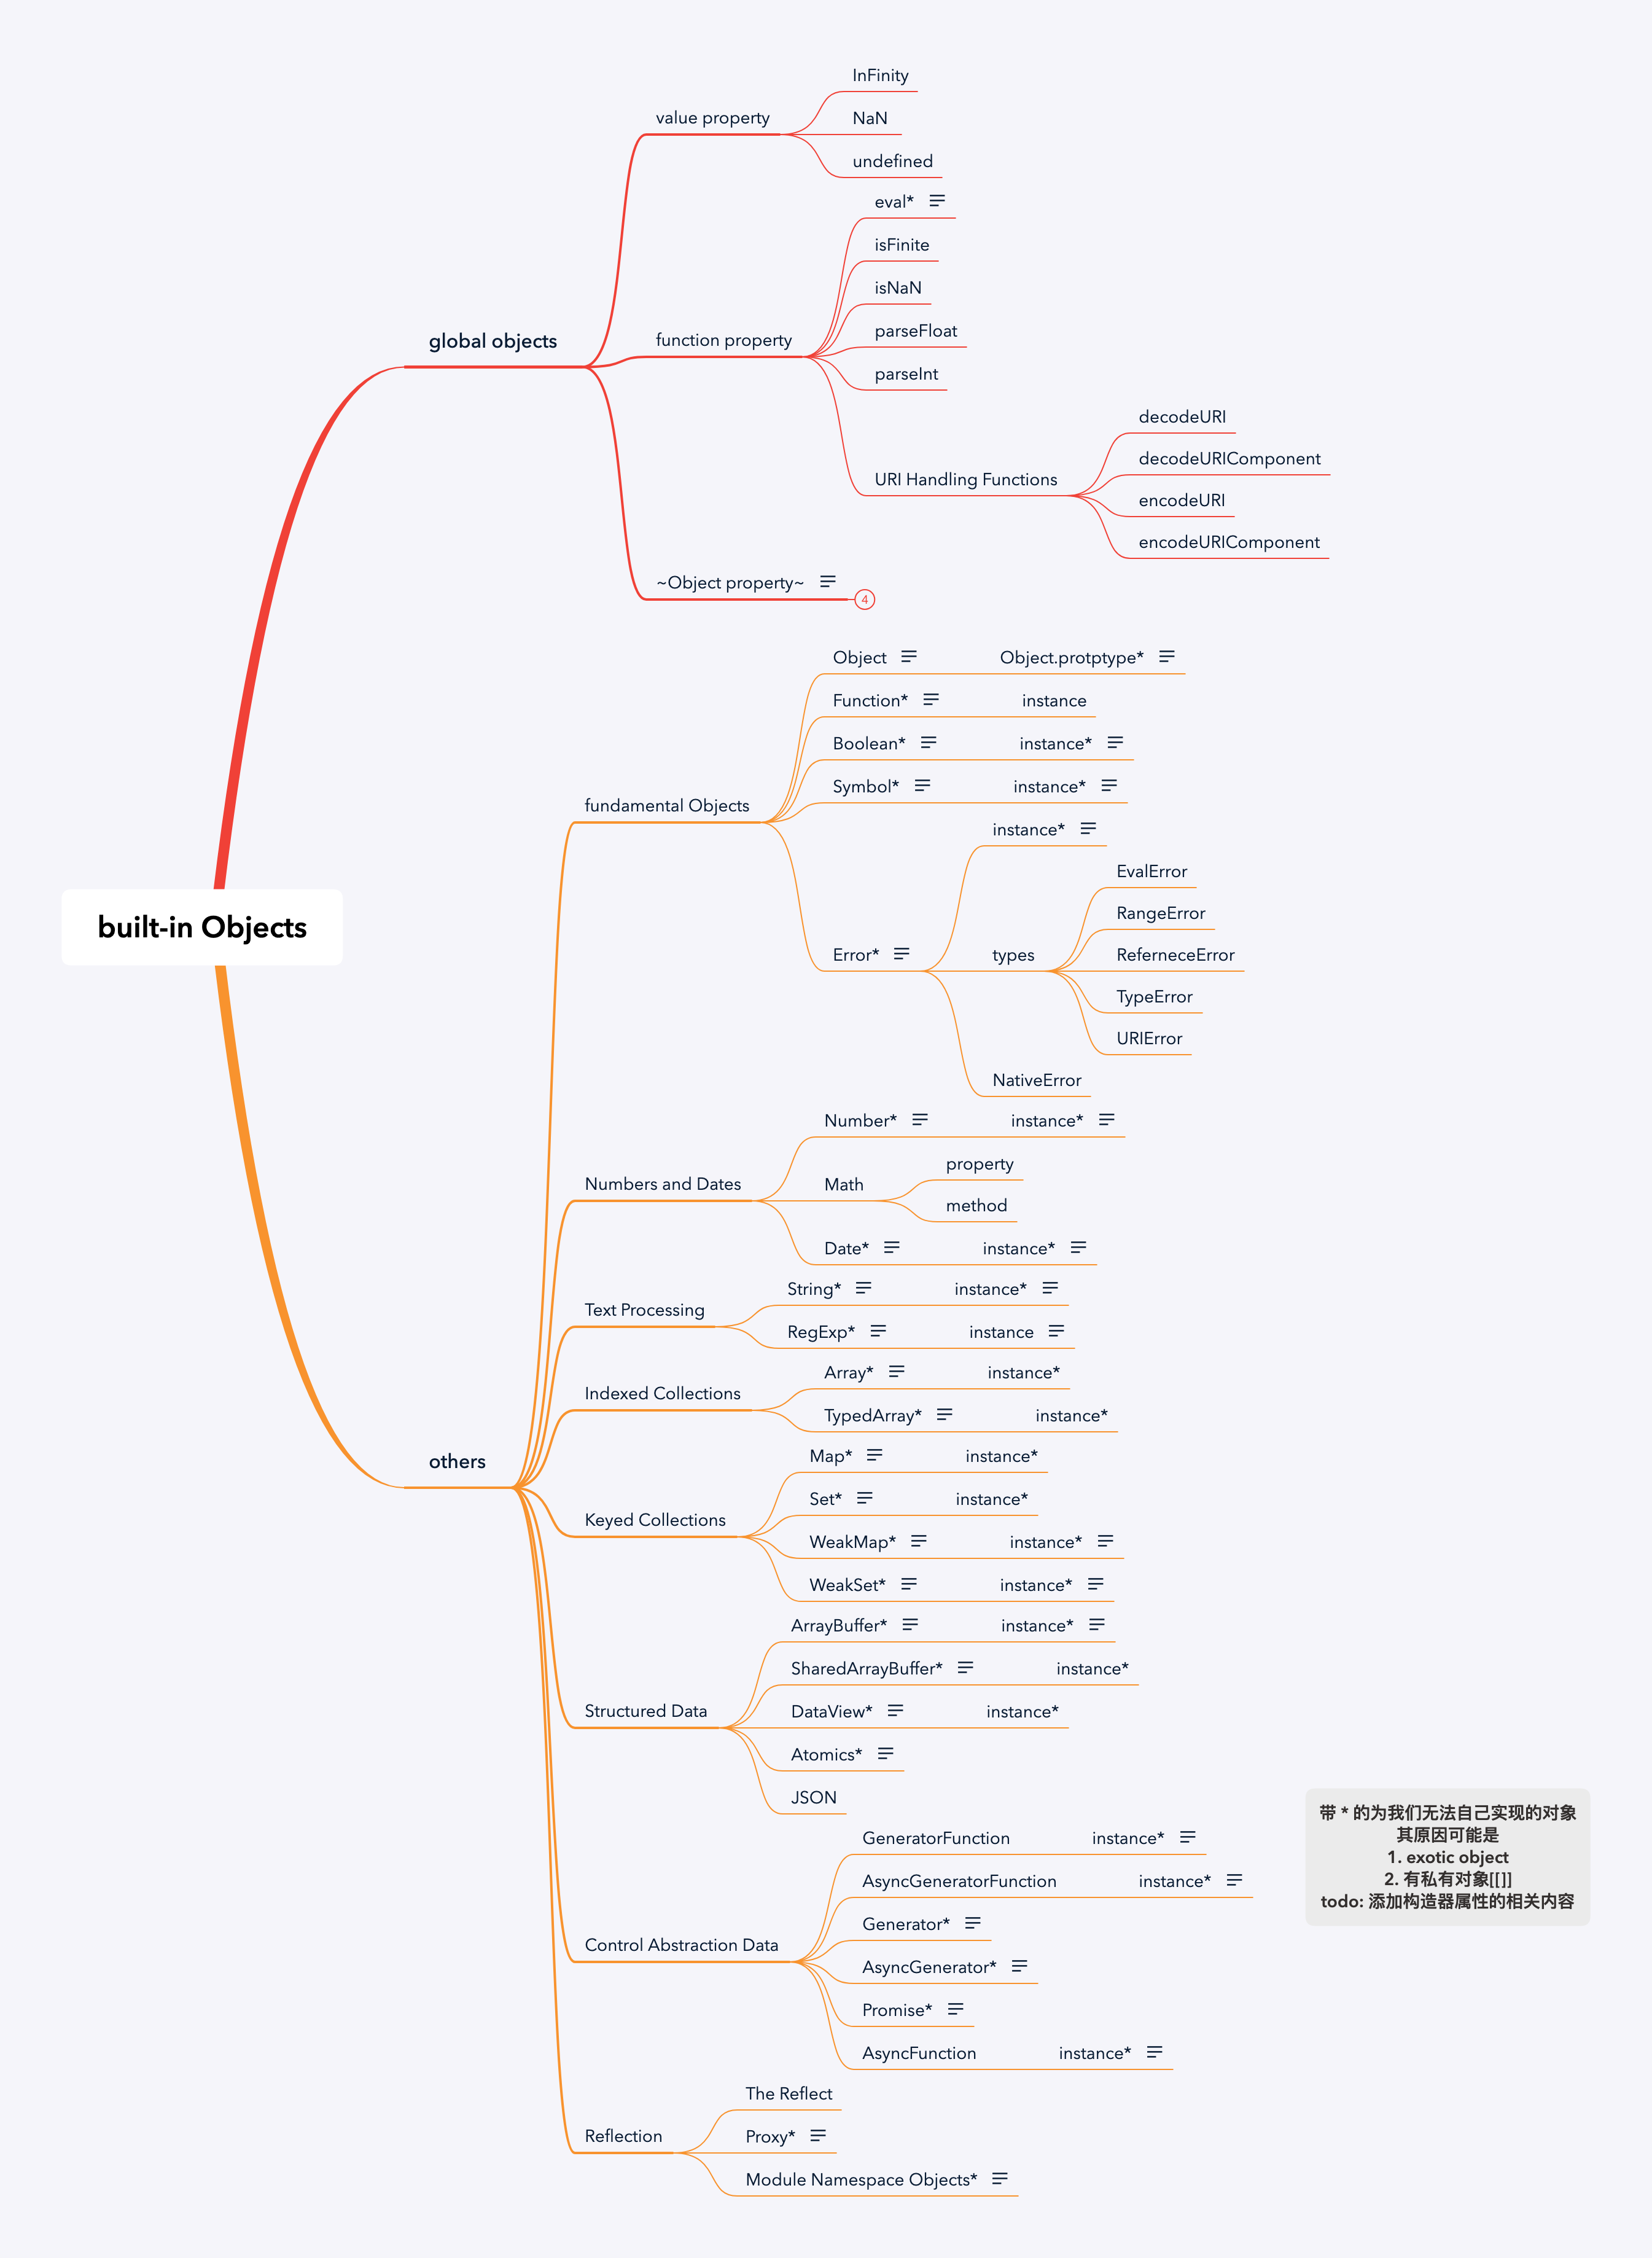 built-in Objects
global objects
value property
InFinity
NaN
undefined
function property
eval*
isFinite
isNaN
parseFloat
parseInt
URI Handling Functions
decodeURI
decodeURIComponent
encodeURI
encodeURIComponent
~Object property~
4
others
fundamental Objects
Object
Object.protptype*
Function*
instance
Boolean*
instance*
Symbol*
instance*
Error*
instance*
types
EvalError
RangeError
ReferneceError
TypeError
URIError
NativeError
Numbers and Dates
Number*
instance*
Math
property
method
Date*
instance*
Text Processing
String*
instance*
RegExp*
instance
Indexed Collections
Array*
instance*
TypedArray*
instance*
Keyed Collections
Map*
instance*
Set*
instance*
WeakMap*
instance*
WeakSet*
instance*
Structured Data
ArrayBuffer*
instance*
SharedArrayBuffer*
instance*
DataView*
instance*
Atomics*
JSON
Control Abstraction Data
GeneratorFunction
instance*
AsyncGeneratorFunction
instance*
Generator*
AsyncGenerator*
Promise*
AsyncFunction
instance*
Reflection
The Reflect
Proxy*
Module Namespace Objects*
带 * 的为我们无法自己实现的对象
其原因可能是
1. exotic object
2. 有私有对象[[]]
todo: 添加构造器属性的相关内容